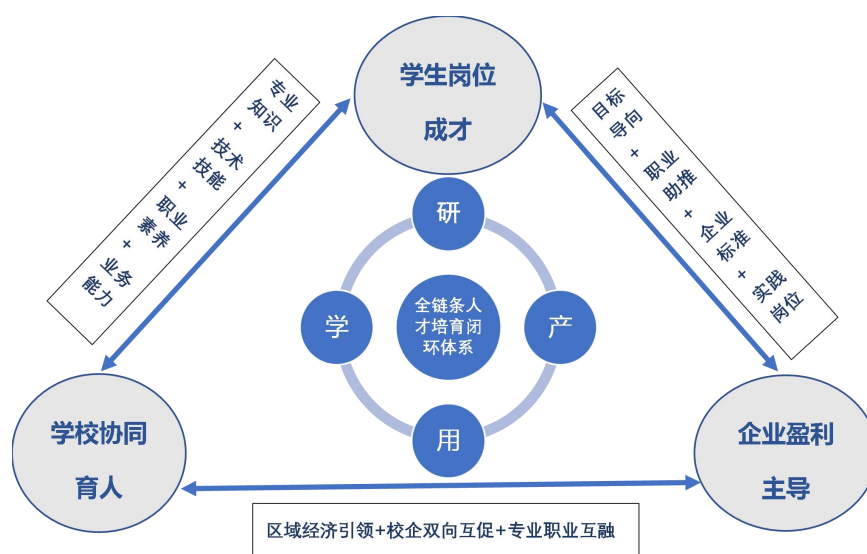 学生岗位
成才
专业
知识
+
技术
技能
+
职业
素养
+
业务
能力
目标
导向
+
职业
助推
+
企业
标准
+
实践
岗位
研
学
全链条人
才培育闭
环体系
产
用
学校协同
育人
企业盈利
主导
区域经济引领+校企双向互促+专业职业互融